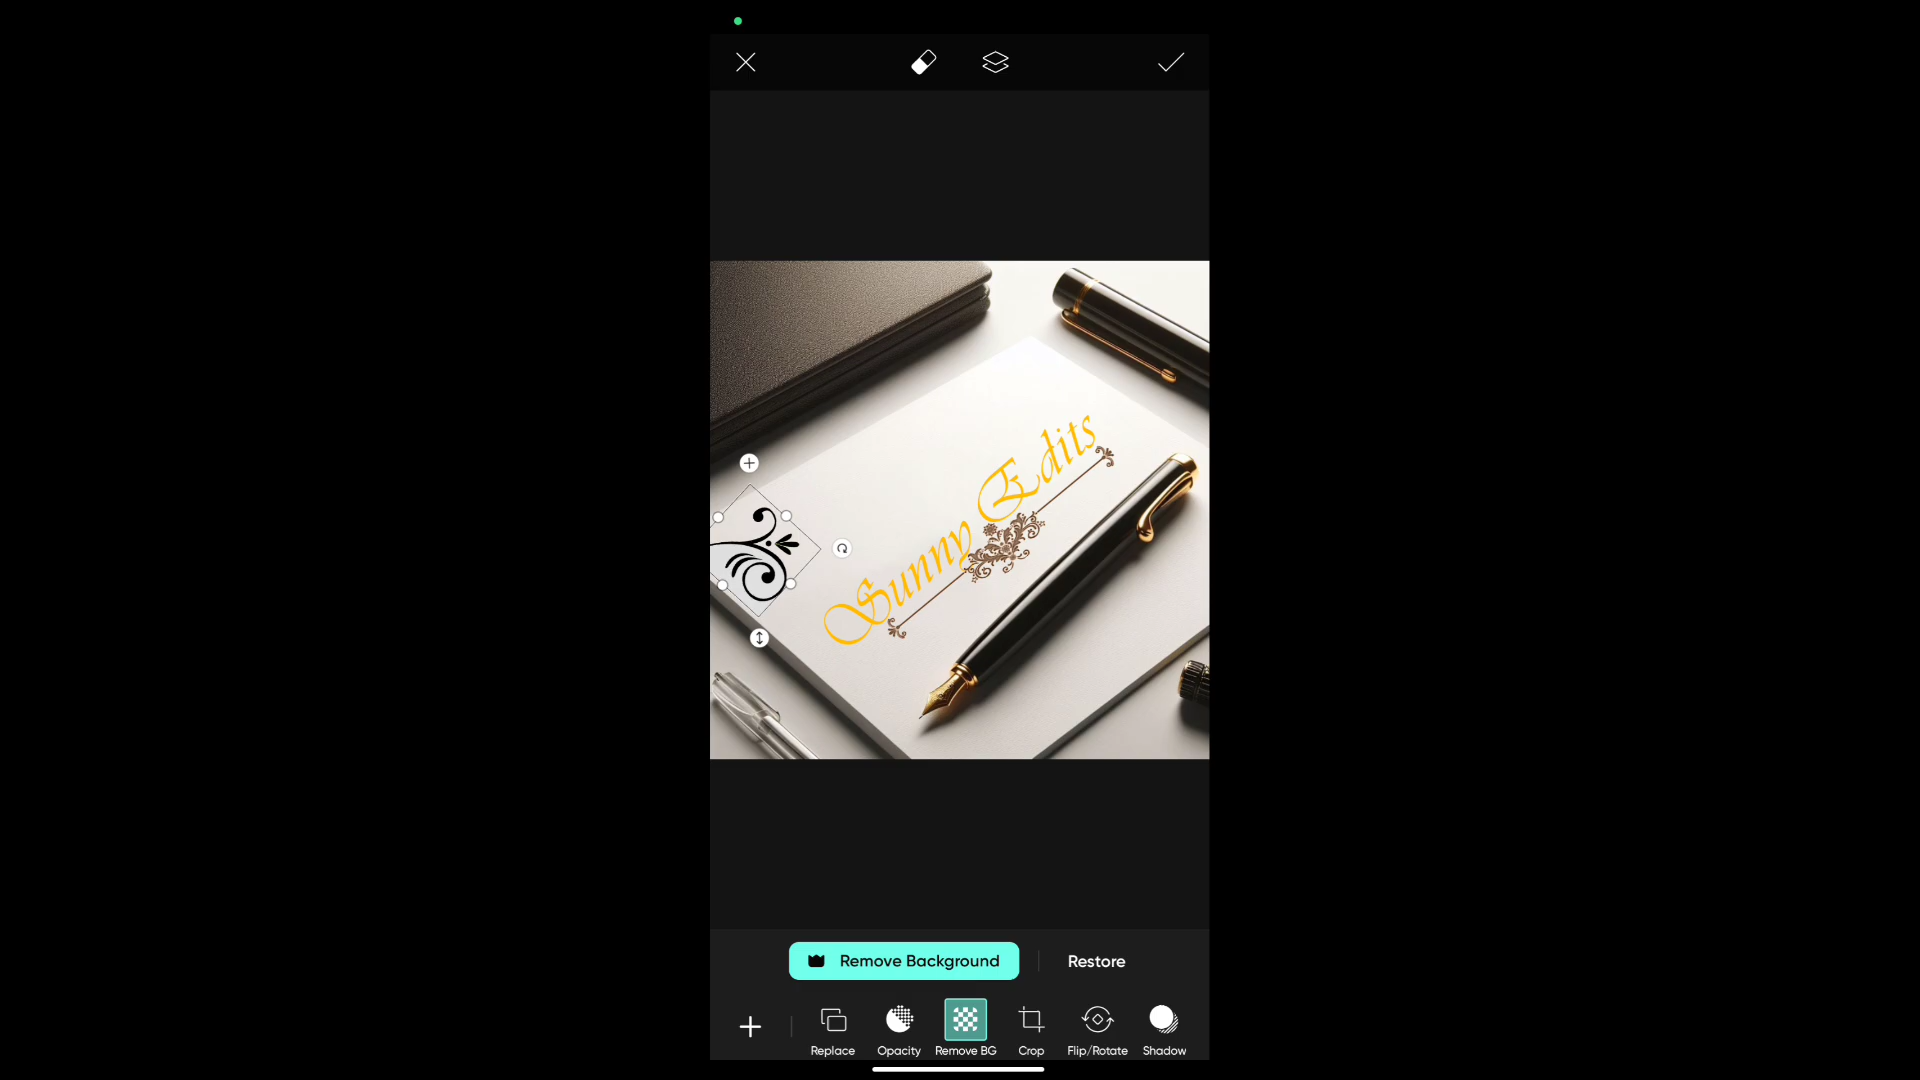 Sunny Edits
Remove Background
Restore
Replace
Opacity
Remove BG
Crop
Flip/Rotate
Shadow